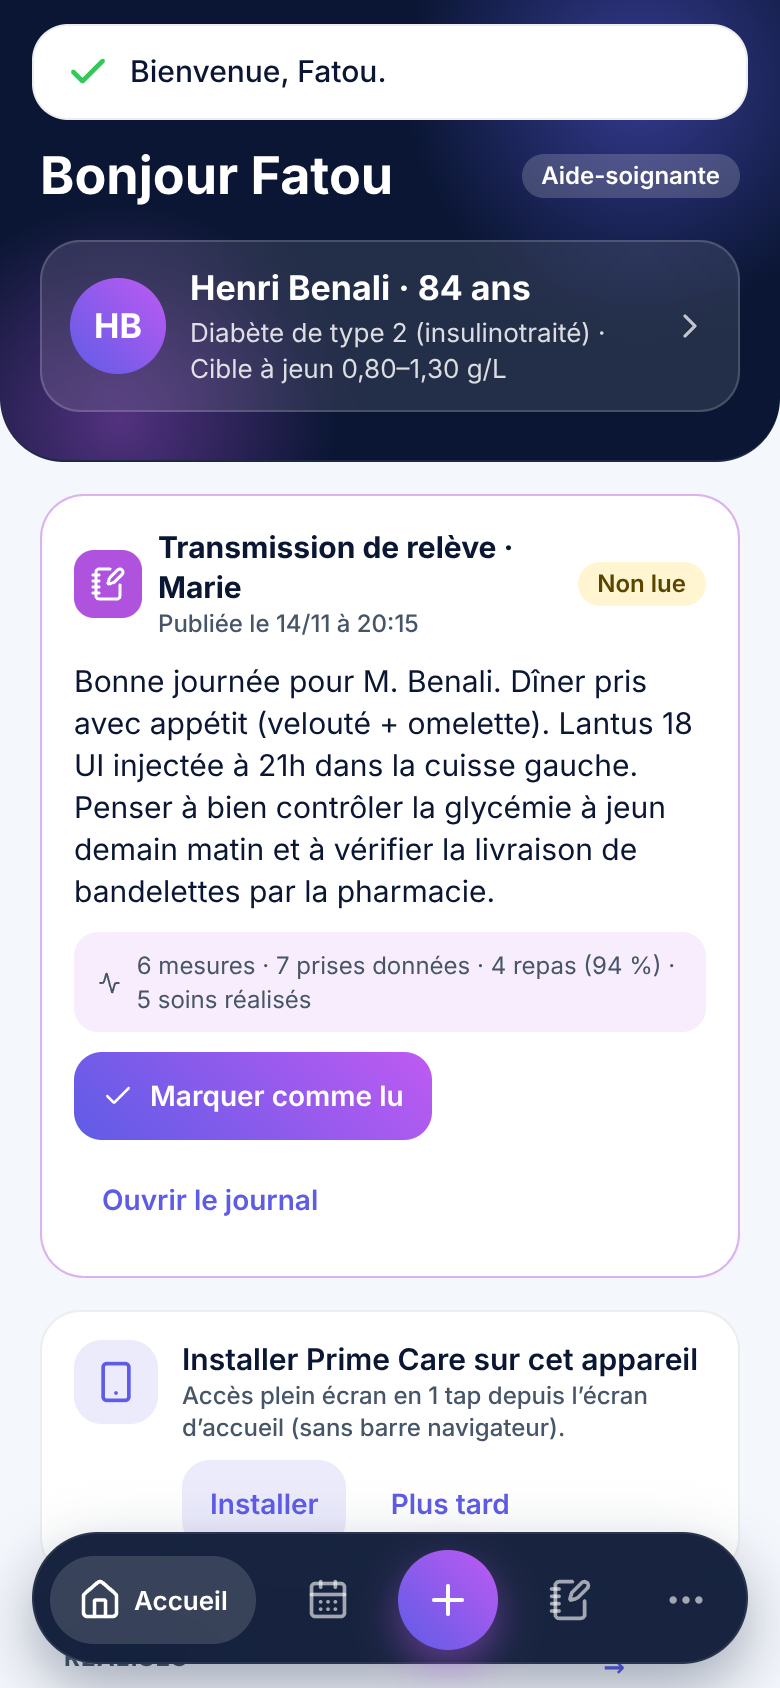 Bienvenue, Fatou.
Bonjour Fatou
Aide-soignante
HB
Henri Benali · 84 ans
Diabète de type 2 (insulinotraité) ·
Cible à jeun 0,80–1,30 g/L
Transmission de relève ·
Marie
Non lue
Publiée le 14/11 à 20:15
Bonne journée pour M. Benali. Dîner pris
avec appétit (velouté + omelette). Lantus 18
UI injectée à 21h dans la cuisse gauche.
Penser à bien contrôler la glycémie à jeun
demain matin et à vérifier la livraison de
bandelettes par la pharmacie.
6 mesures · 7 prises données · 4 repas (94 %) ·
5 soins réalisés
Marquer comme lu
Ouvrir le journal
Installer Prime Care sur cet appareil
Accès plein écran en 1 tap depuis l’écran
d’accueil (sans barre navigateur).
Installer
Plus tard
Accueil